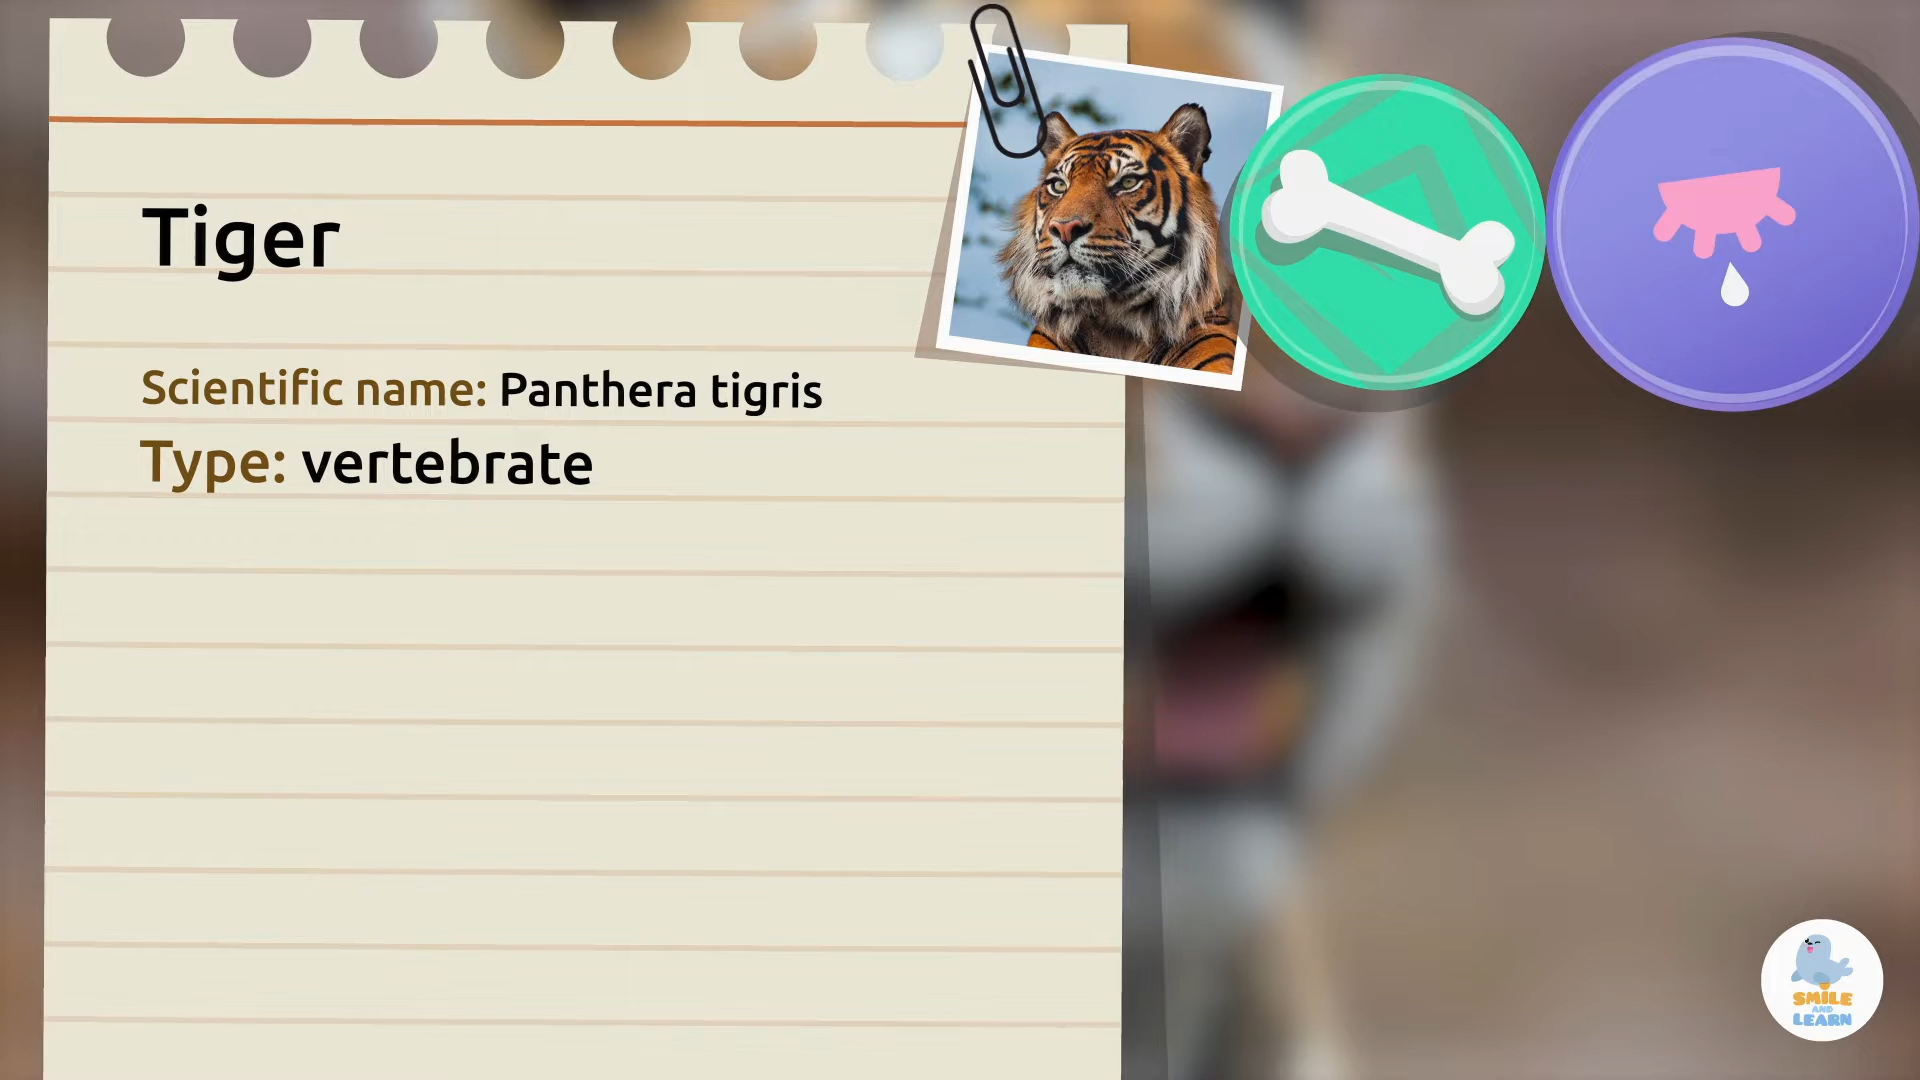 Tiger
Scientific name: Panthera tigris
Type: vertebrate
SMILE
AND
LEARN